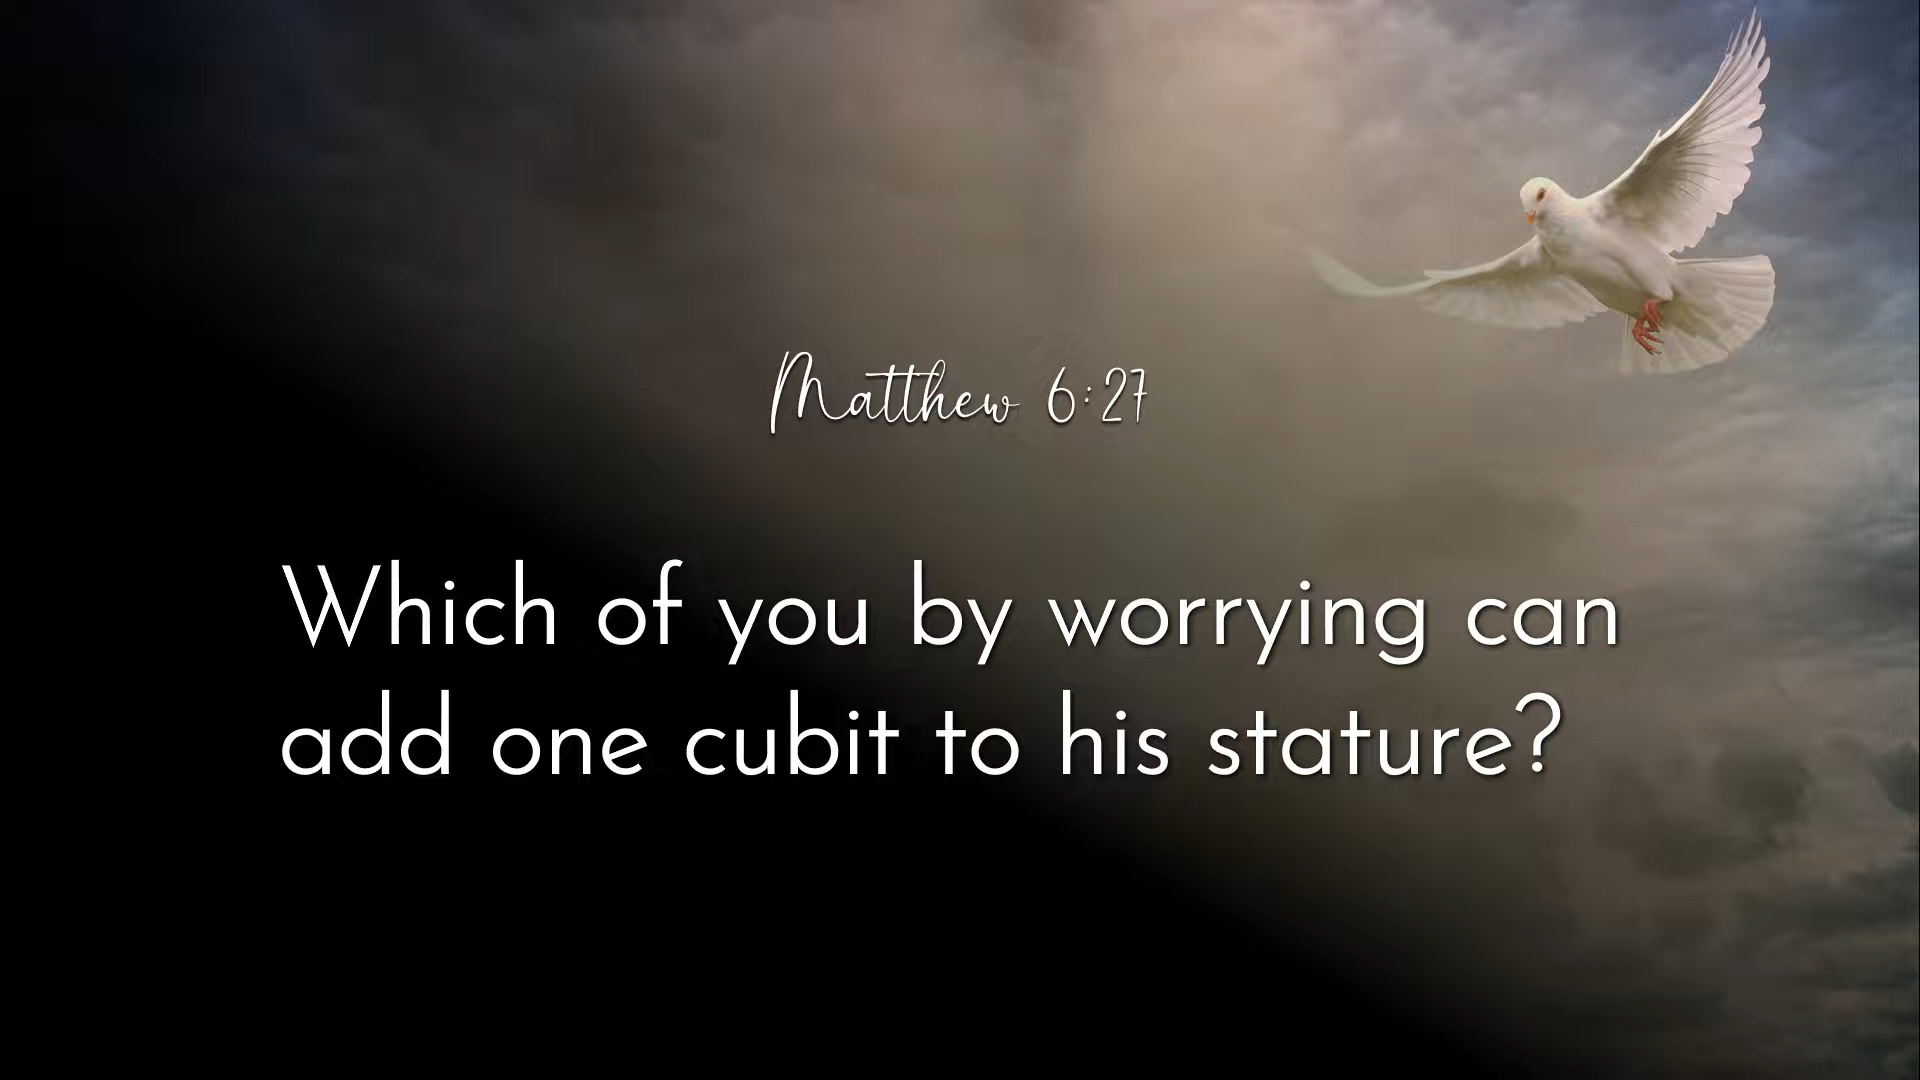 Matthew 6:27
Which of you by worrying can
add one cubit to his stature?